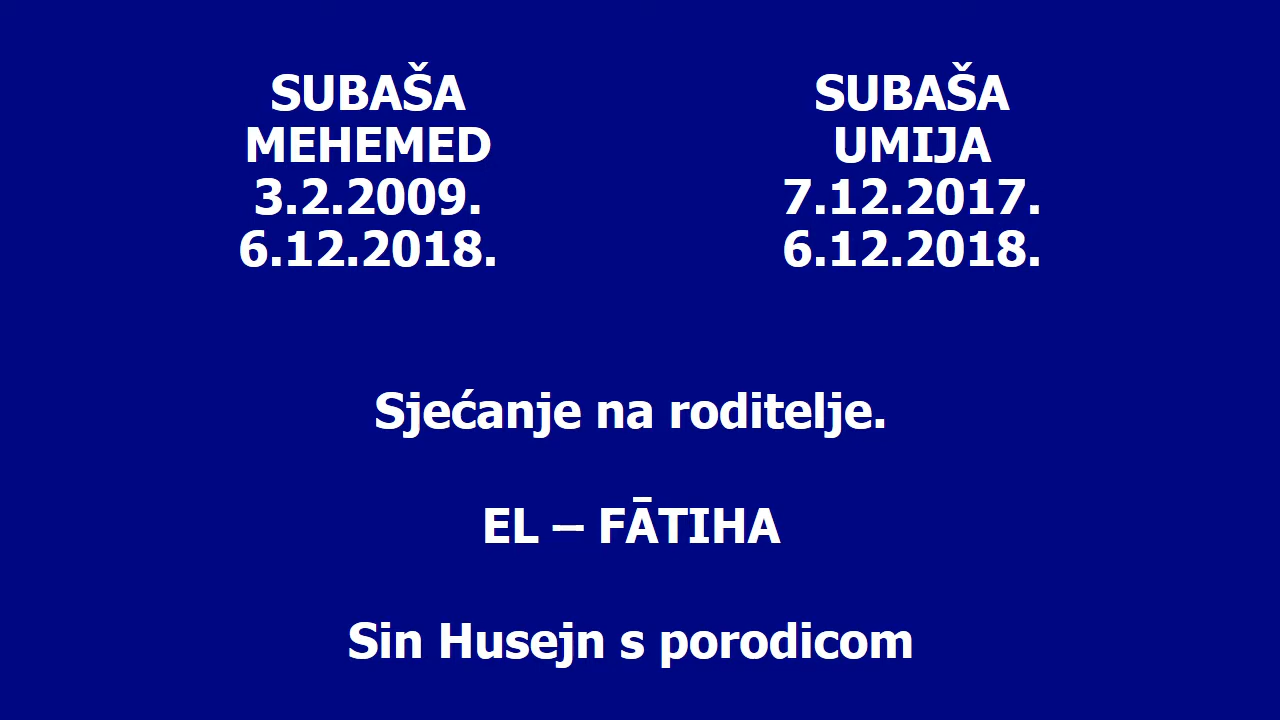 SUBAŠA
MEHEMED
3.2.2009.
6.12.2018.
SUBAŠA
UMIJA
7.12.2017.
6.12.2018.
Sjećanje na roditelje.
EL – FĀTIHA
Sin Husejn s porodicom